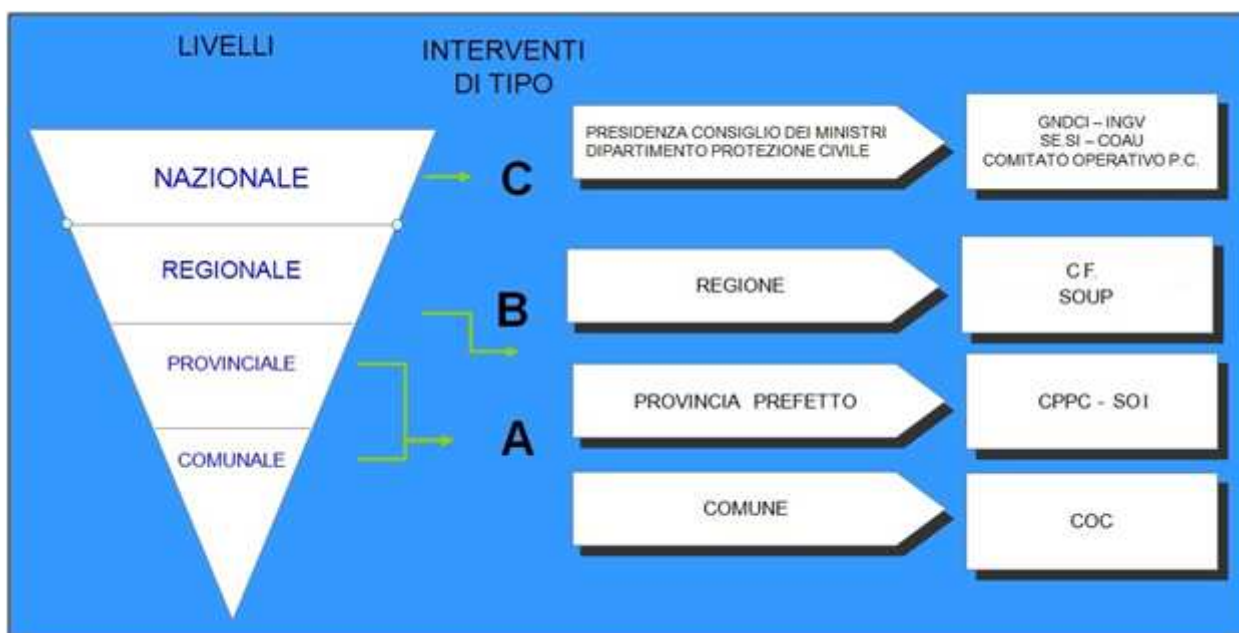 LIVELLI
INTERVENTI
DI TIPO
NAZIONALE
C
PRESIDENZA CONSIGLIO DEI MINISTRI
DIPARTIMENTO PROTEZIONE CIVILE
GNDCI – INGV
SE.SI – COAU
COMITATO OPERATIVO P.C.
REGIONALE
B
REGIONE
C F.
SOUP
PROVINCIALE
PROVINCIA PREFETTO
CPPC - SOI
COMUNALE
A
COMUNE
COC